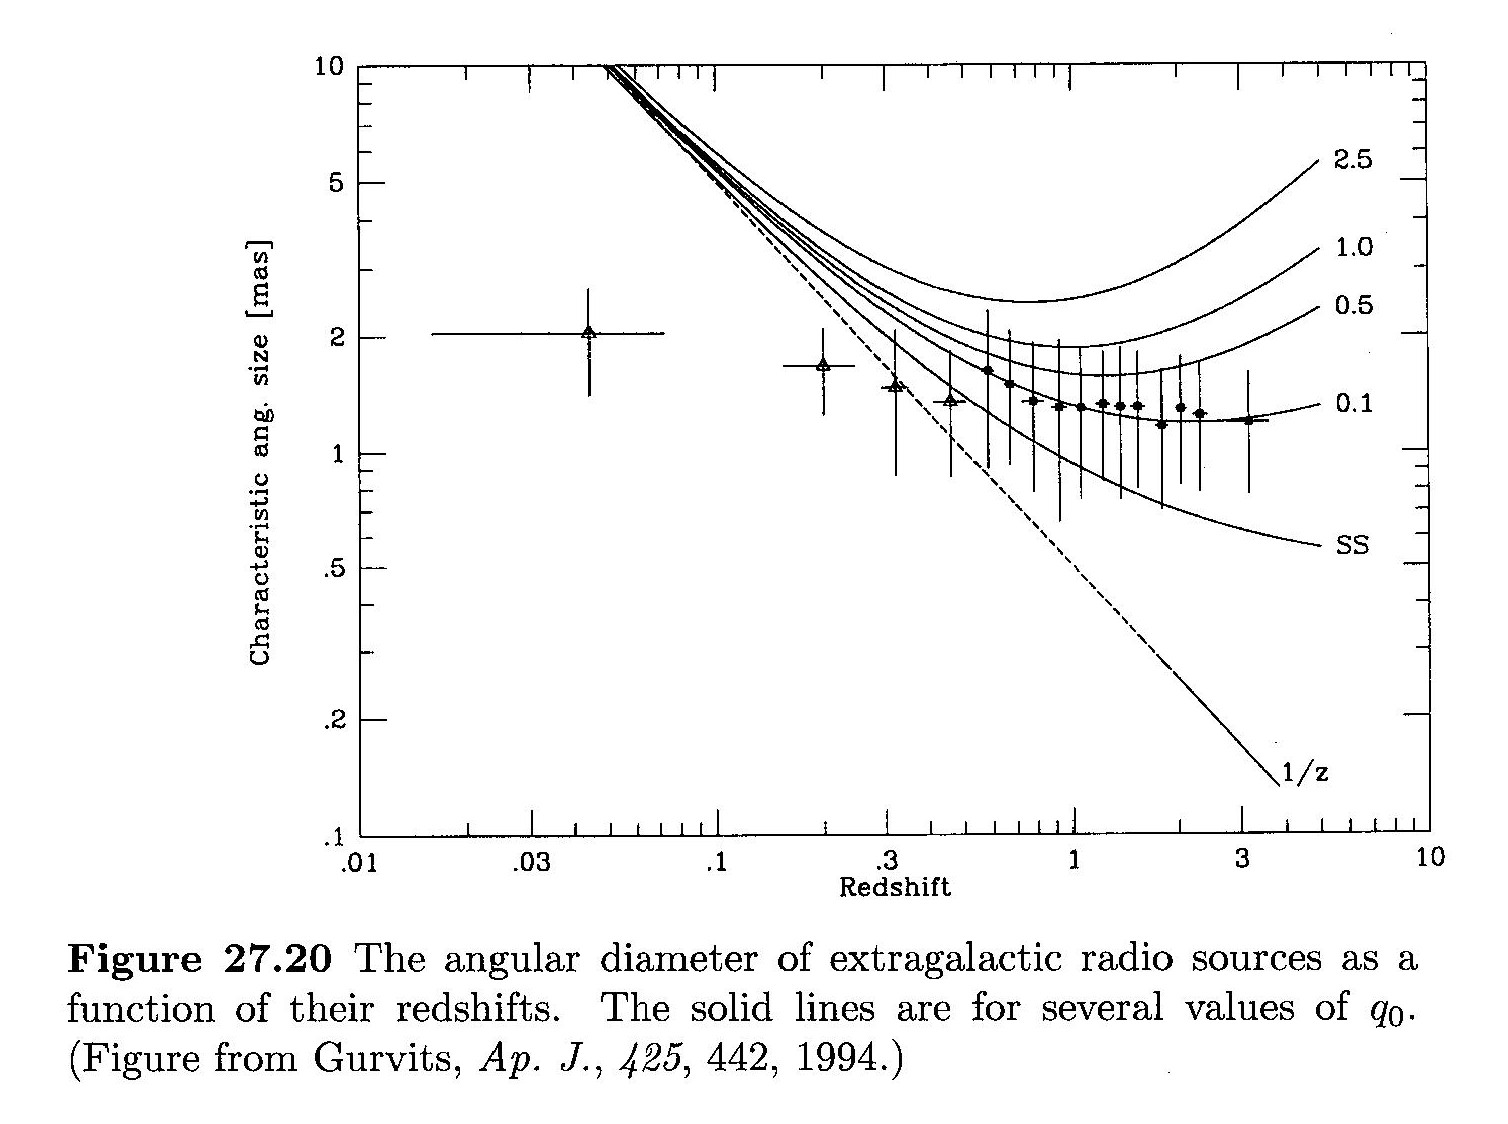 10
5
2
1
.5
.2
.1
Characteristic ang. size [mas]
2.5
1.0
0.5
0.1
SS
1/z
.01 .03 .1 .3 1 3 10
Redshift
Figure 27.20 The angular diameter of extragalactic radio sources as a
function of their redshifts. The solid lines are for several values of q0.
(Figure from Gurvits, Ap. J., 425, 442, 1994.)